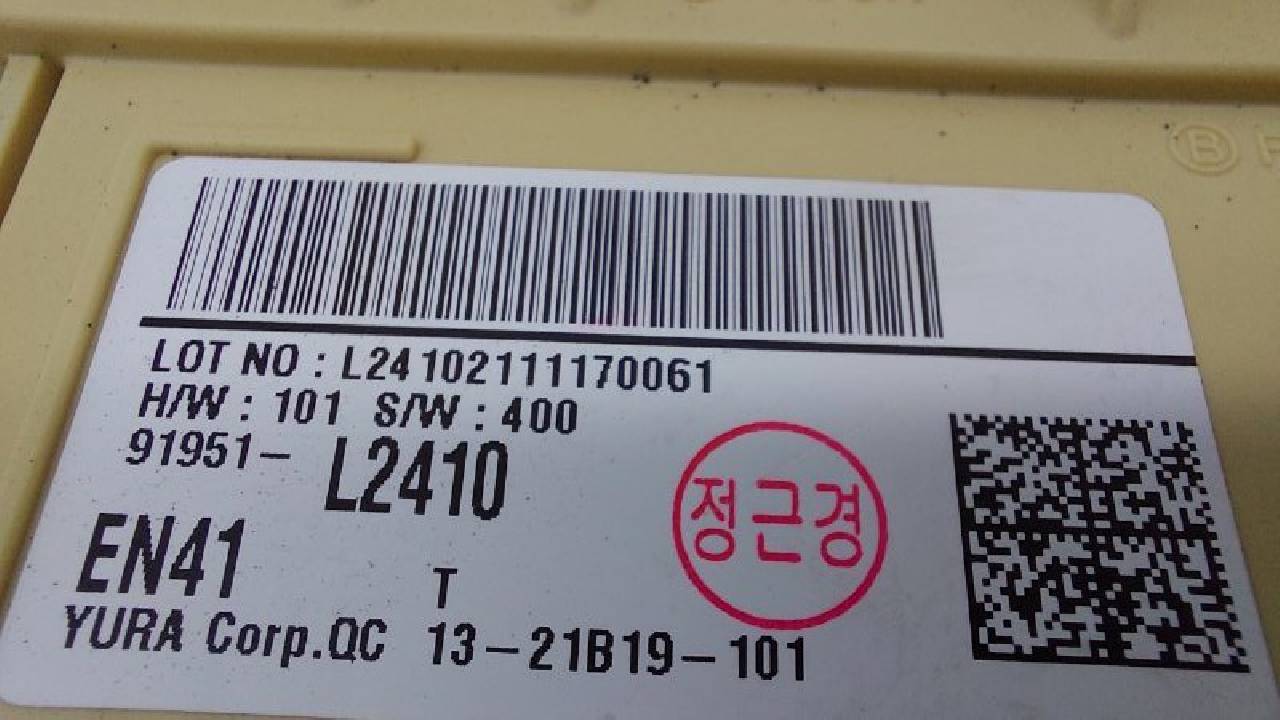 LOT NO : L24102111170061
H/W : 101 S/W : 400
91951- L2410
정근경
EN41
T
YURA Corp.QC 13-21B19-101